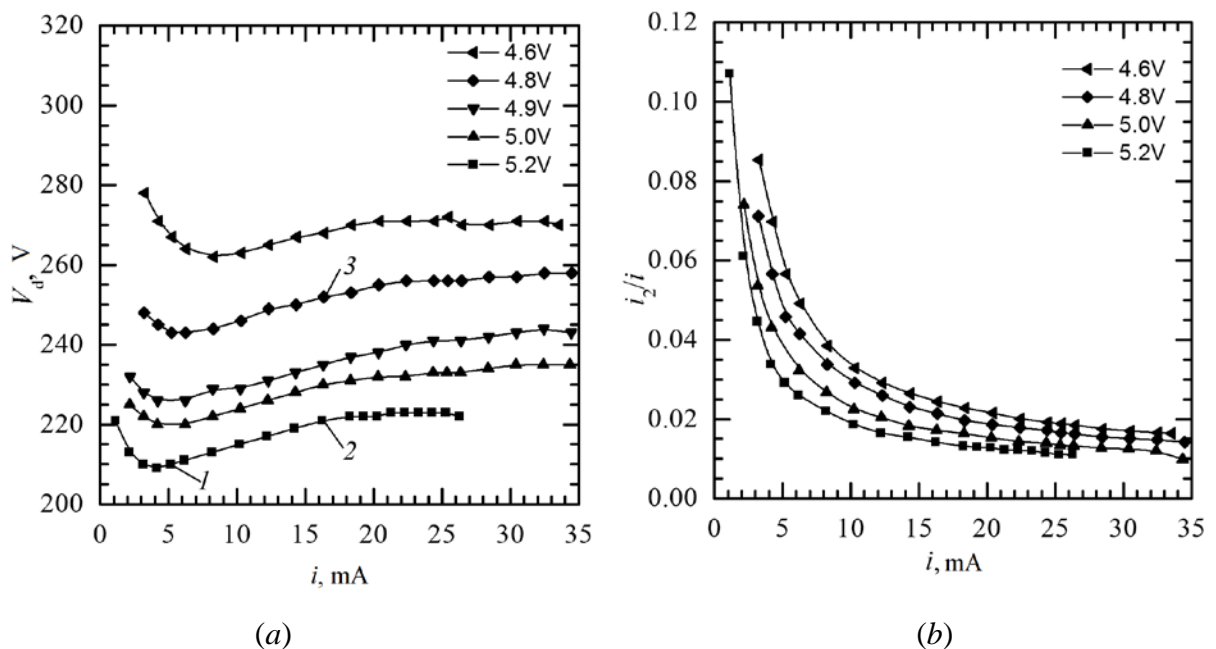 320
300
280
260
240
220
200
V_d, V
4.6V
4.8V
4.9V
5.0V
5.2V
3
2
1
0 5 10 15 20 25 30 35
i, mA
(a)
0.12
0.10
0.08
0.06
0.04
0.02
0.00
i_2/i
4.6V
4.8V
5.0V
5.2V
0 5 10 15 20 25 30 35
i, mA
(b)